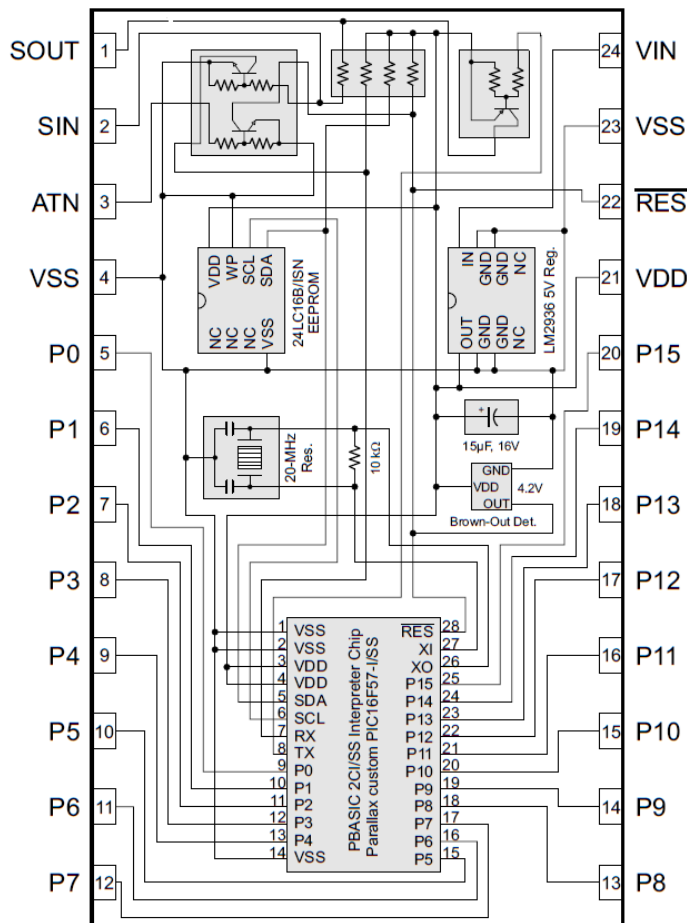 SOUT 1
SIN 2
ATN 3
VSS 4
P0 5
P1 6
P2 7
P3 8
P4 9
P5 10
P6 11
P7 12
24 VIN
23 VSS
22 RES
21 VDD
20 P15
19 P14
18 P13
17 P12
16 P11
15 P10
14 P9
13 P8
VDD
WP
SCL
SDA
NC
NC
NC
VSS
24LC16B/ISN
EEPROM
IN
GND
GND
NC
OUT
GND
GND
NC
LM2936 5V Reg.
20-MHz
Res.
10 kΩ
+
15µF, 16V
GND
VDD
OUT
4.2V
Brown-Out Det.
1 VSS
2 VSS
3 VDD
4 VDD
5 SDA
6 SCL
7 RX
8 TX
9 P0
10 P1
11 P2
12 P3
13 P4
14 VSS
PBASIC 2CI/SS Interpreter Chip
Parallax custom PIC16F57-I/SS
RES 28
XI 27
XO 26
P15 25
P14 24
P13 23
P12 22
P11 21
P10 20
P9 19
P8 18
P7 17
P6 16
P5 15